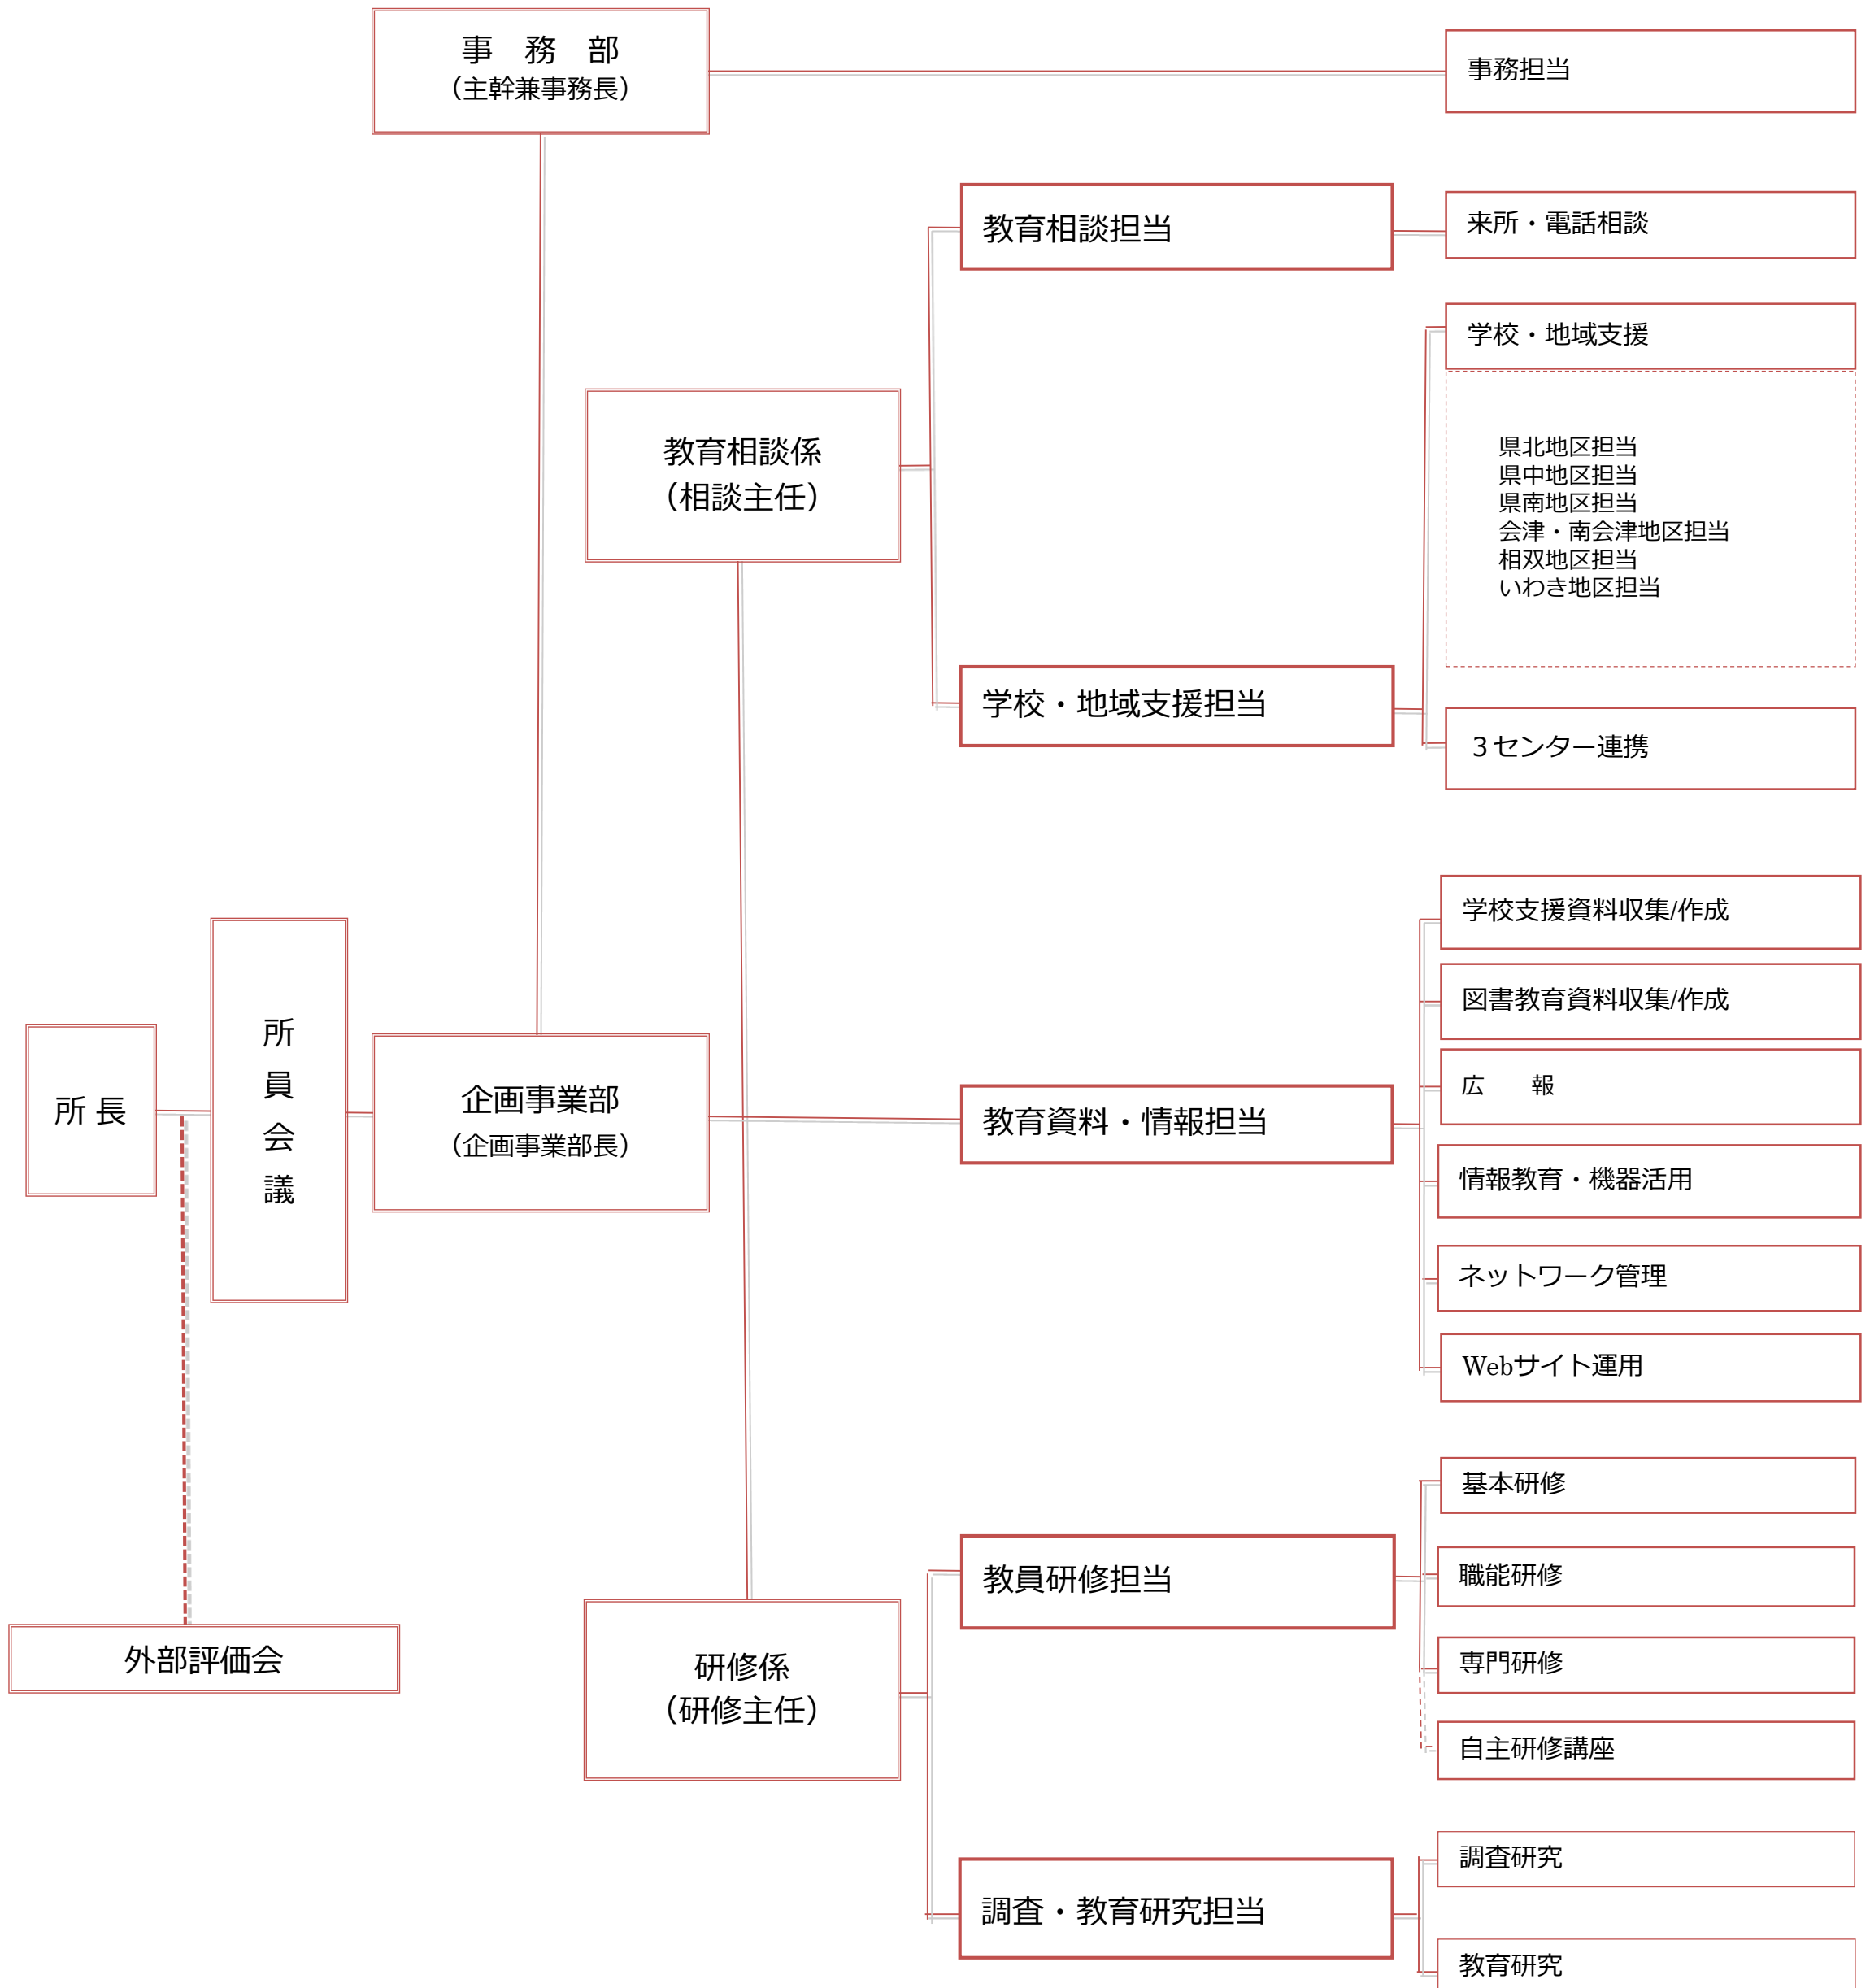 事　務　部
（主幹兼事務長）
事務担当
教育相談担当
来所・電話相談
学校・地域支援
県北地区担当
県中地区担当
県南地区担当
会津・南会津地区担当
相双地区担当
いわき地区担当
教育相談係
（相談主任）
学校・地域支援担当
３センター連携
学校支援資料収集/作成
図書教育資料収集/作成
広　　報
情報教育・機器活用
ネットワーク管理
Webサイト運用
所 長
所
員
会
議
企画事業部
（企画事業部長）
教育資料・情報担当
基本研修
職能研修
専門研修
自主研修講座
教員研修担当
外部評価会
研修係
（研修主任）
調査・教育研究担当
調査研究
教育研究